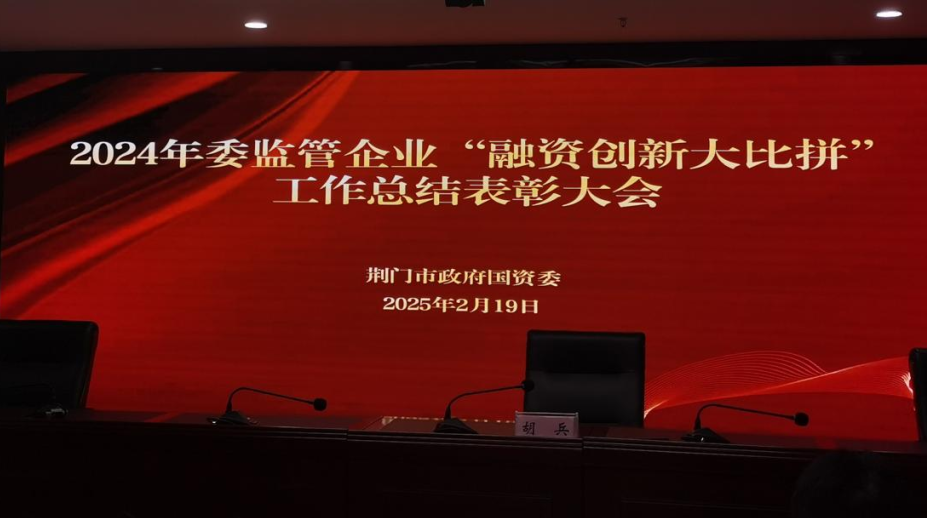 2024年委监管企业“融资创新大比拼”
工作总结表彰大会
荆门市政府国资委
2025年2月19日
胡 兵